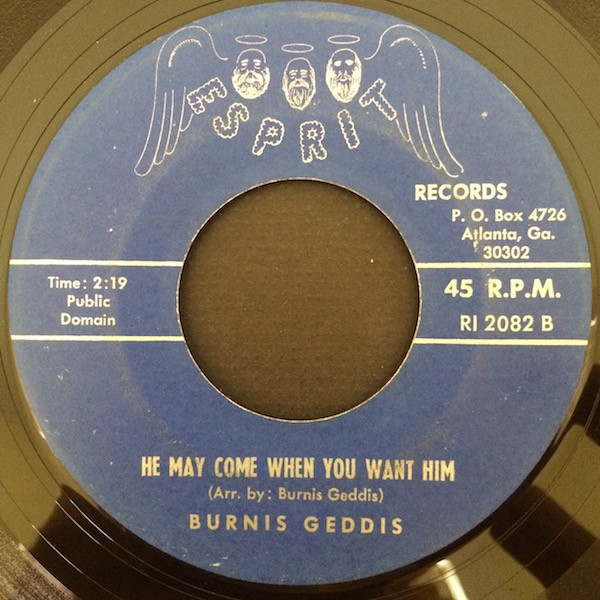 ESPRIT
RECORDS
P. O. Box 4726
Atlanta, Ga.
30302
Time: 2:19
Public
Domain
45 R.P.M.
RI 2082 B
HE MAY COME WHEN YOU WANT HIM
(Arr. by: Burnis Geddis)
BURNIS GEDDIS